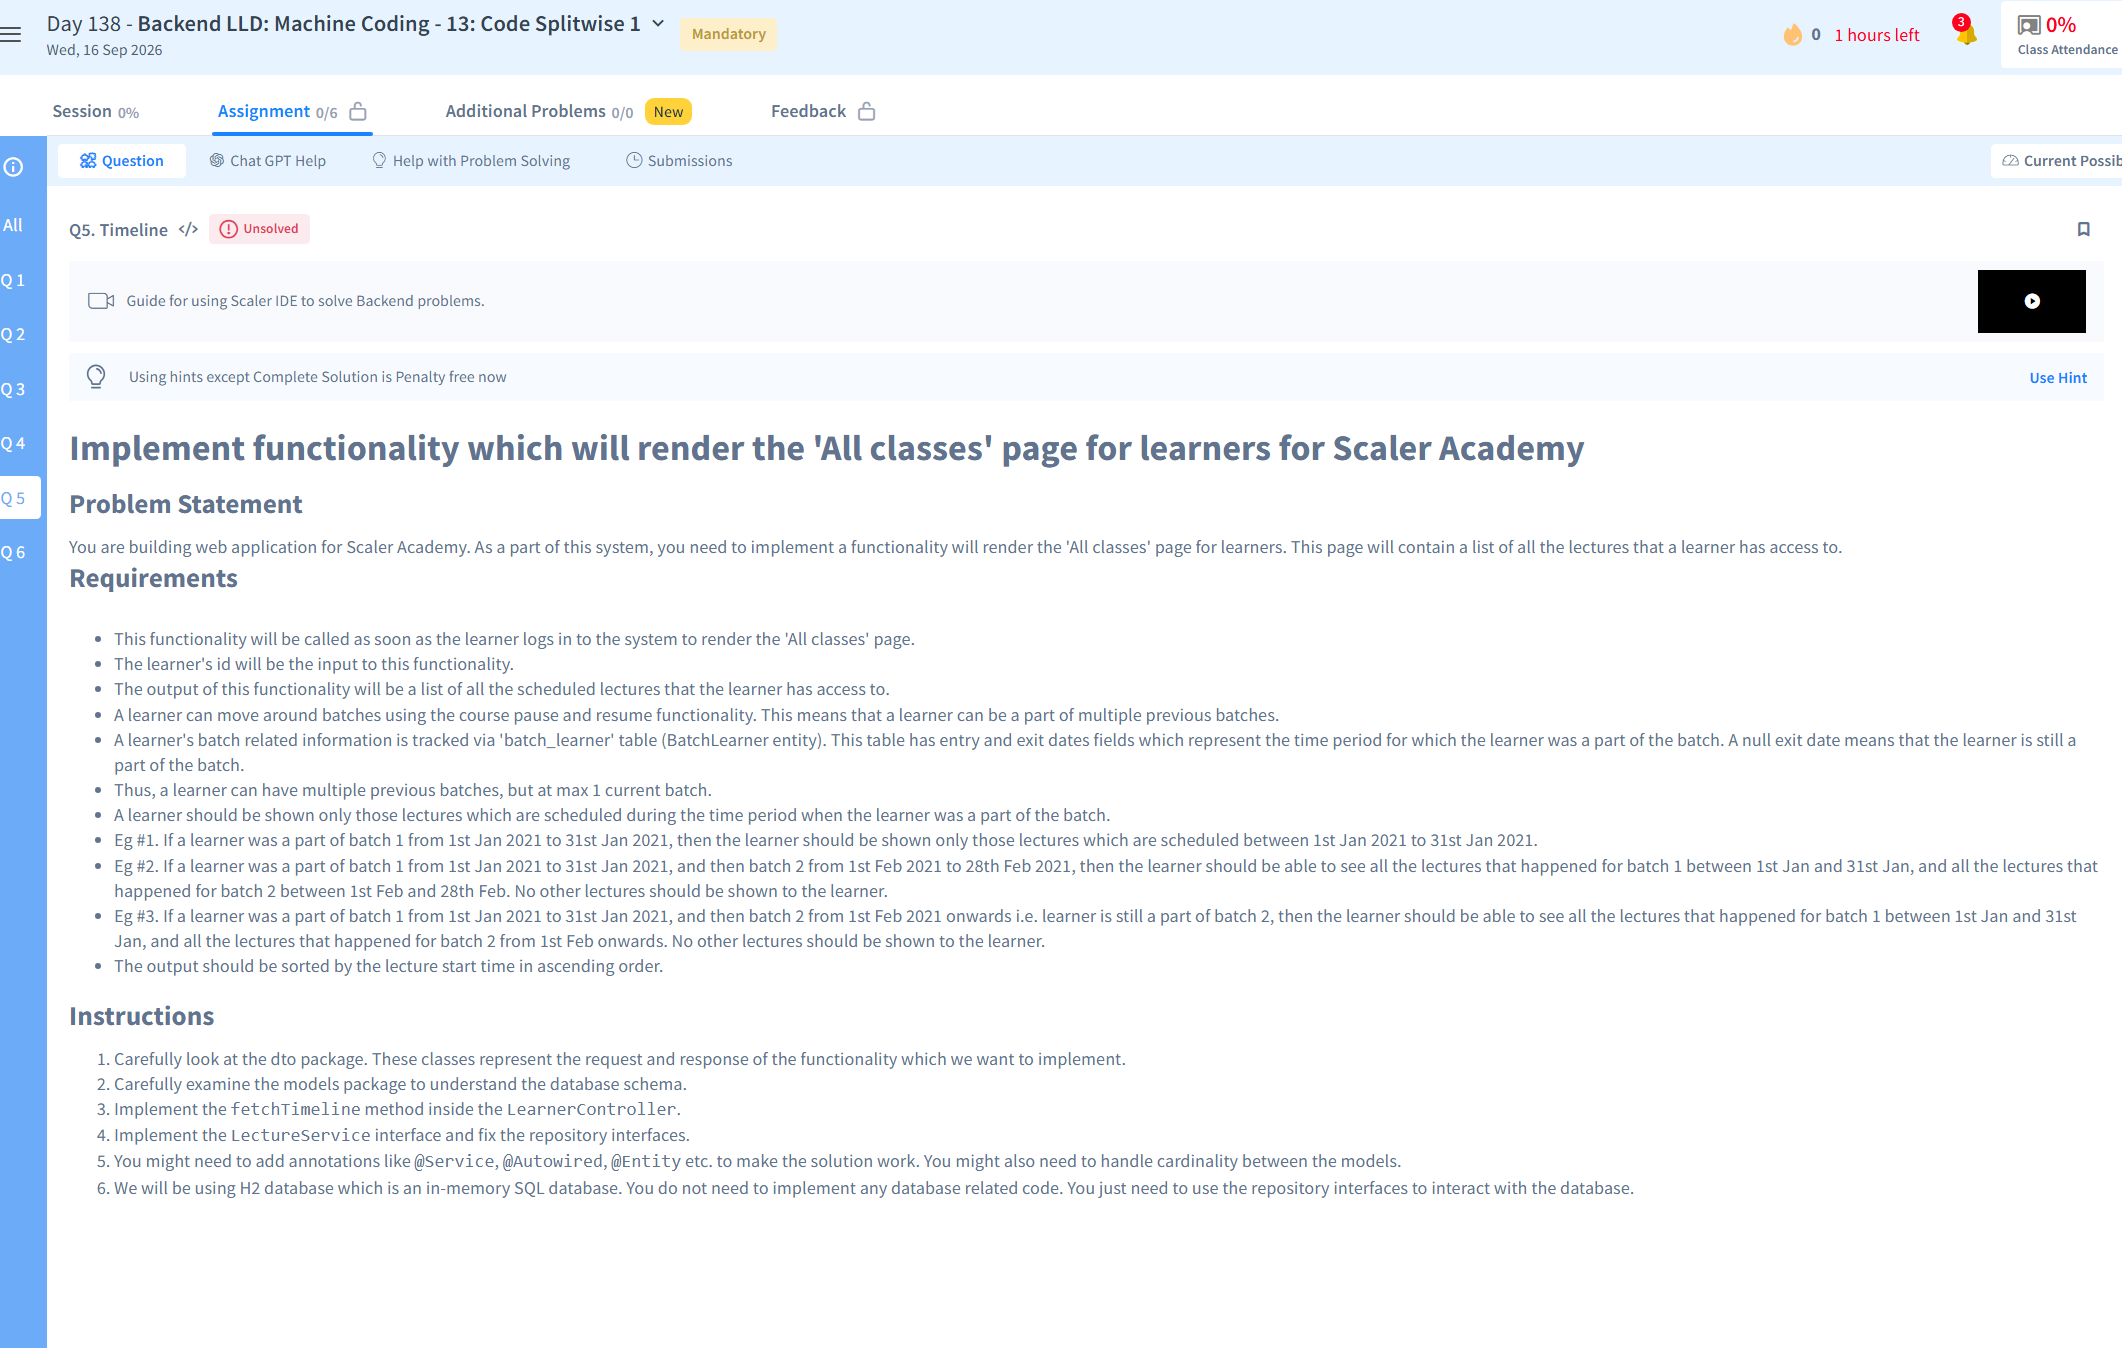 Day 138 - Backend LLD: Machine Coding - 13: Code Splitwise 1
Mandatory
Wed, 16 Sep 2026
0
1 hours left
3
0%
Class Attendance
Session 0%
Assignment 0/6
Additional Problems 0/0
New
Feedback
Question
Chat GPT Help
Help with Problem Solving
Submissions
Current Possib
All
Q 1
Q 2
Q 3
Q 4
Q 5
Q 6
Q5. Timeline </>
Unsolved
Guide for using Scaler IDE to solve Backend problems.
Using hints except Complete Solution is Penalty free now
Use Hint
Implement functionality which will render the 'All classes' page for learners for Scaler Academy
Problem Statement
You are building web application for Scaler Academy. As a part of this system, you need to implement a functionality will render the 'All classes' page for learners. This page will contain a list of all the lectures that a learner has access to.
Requirements
• This functionality will be called as soon as the learner logs in to the system to render the 'All classes' page.
• The learner's id will be the input to this functionality.
• The output of this functionality will be a list of all the scheduled lectures that the learner has access to.
• A learner can move around batches using the course pause and resume functionality. This means that a learner can be a part of multiple previous batches.
• A learner's batch related information is tracked via 'batch_learner' table (BatchLearner entity). This table has entry and exit dates fields which represent the time period for which the learner was a part of the batch. A null exit date means that the learner is still a
part of the batch.
• Thus, a learner can have multiple previous batches, but at max 1 current batch.
• A learner should be shown only those lectures which are scheduled during the time period when the learner was a part of the batch.
• Eg #1. If a learner was a part of batch 1 from 1st Jan 2021 to 31st Jan 2021, then the learner should be shown only those lectures which are scheduled between 1st Jan 2021 to 31st Jan 2021.
• Eg #2. If a learner was a part of batch 1 from 1st Jan 2021 to 31st Jan 2021, and then batch 2 from 1st Feb 2021 to 28th Feb 2021, then the learner should be able to see all the lectures that happened for batch 1 between 1st Jan and 31st Jan, and all the lectures that
happened for batch 2 between 1st Feb and 28th Feb. No other lectures should be shown to the learner.
• Eg #3. If a learner was a part of batch 1 from 1st Jan 2021 to 31st Jan 2021, and then batch 2 from 1st Feb 2021 onwards i.e. learner is still a part of batch 2, then the learner should be able to see all the lectures that happened for batch 1 between 1st Jan and 31st
Jan, and all the lectures that happened for batch 2 from 1st Feb onwards. No other lectures should be shown to the learner.
• The output should be sorted by the lecture start time in ascending order.
Instructions
1. Carefully look at the dto package. These classes represent the request and response of the functionality which we want to implement.
2. Carefully examine the models package to understand the database schema.
3. Implement the fetchTimeline method inside the LearnerController.
4. Implement the LectureService interface and fix the repository interfaces.
5. You might need to add annotations like @Service, @Autowired, @Entity etc. to make the solution work. You might also need to handle cardinality between the models.
6. We will be using H2 database which is an in-memory SQL database. You do not need to implement any database related code. You just need to use the repository interfaces to interact with the database.